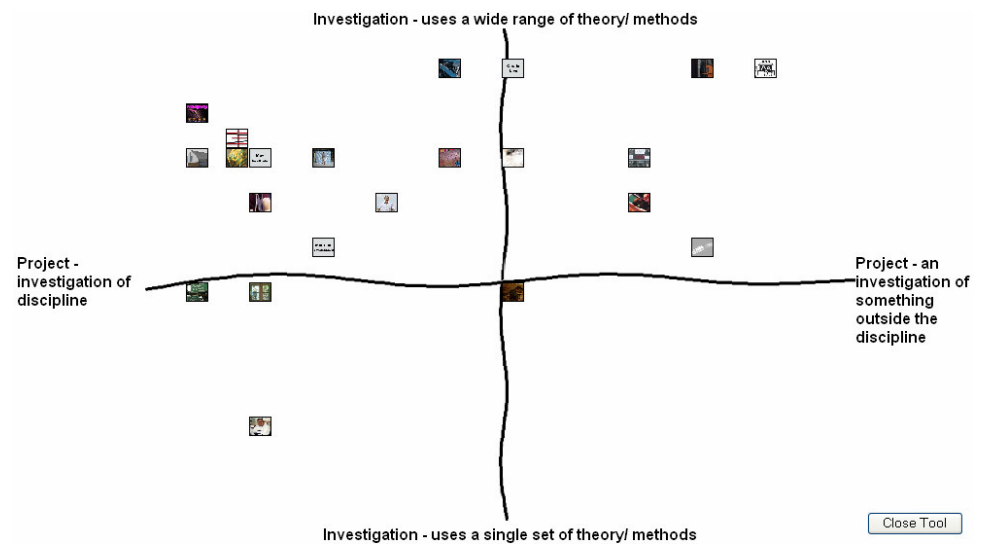 Investigation - uses a wide range of theory/ methods
Project -
investigation of
discipline
Project - an
investigation of
something
outside the
discipline
Close Tool
Investigation - uses a single set of theory/ methods